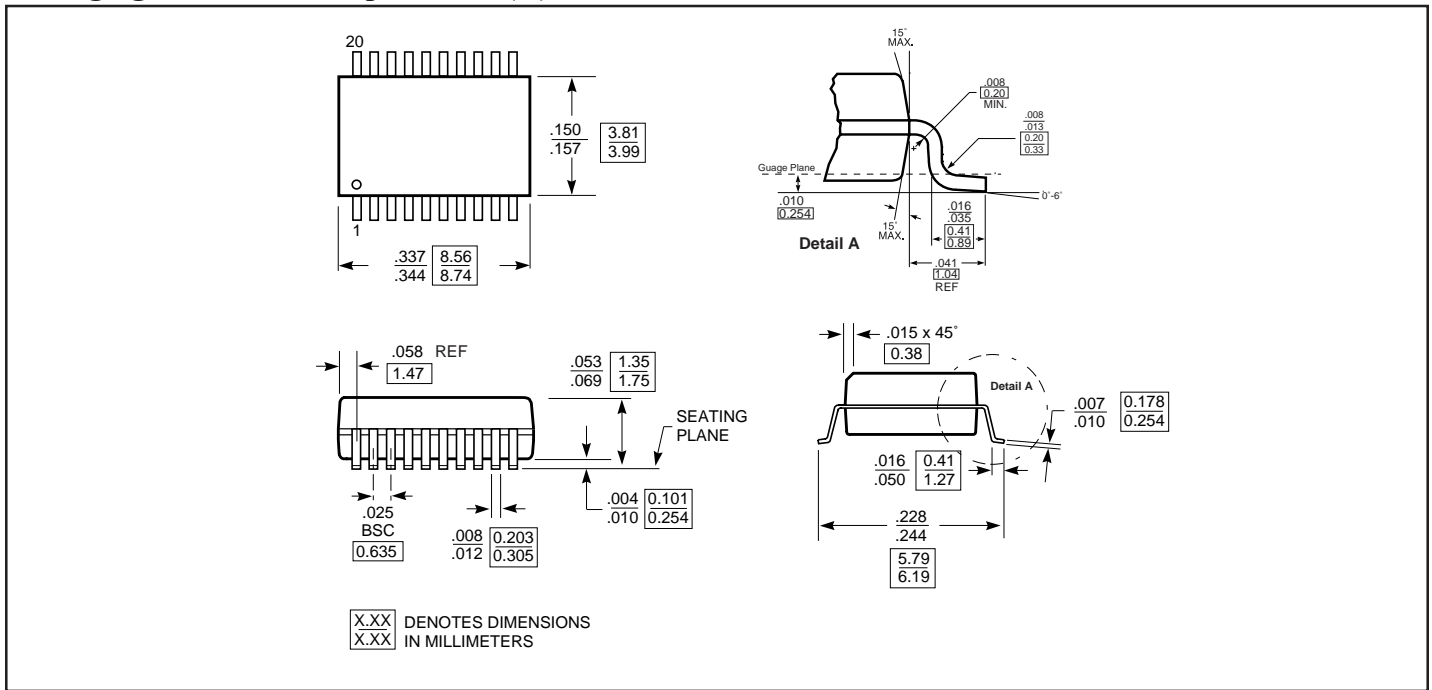 20
.150 3.81
.157 3.99
1
.337 8.56
.344 8.74
15˚
MAX.
.008
0.20
MIN.
.008
.013
0.20
0.33
Guage Plane
.010
0.254
0˚-6˚
15˚
MAX.
.016
.035
0.41
0.89
Detail A
.041
1.04
REF
.058 REF
1.47
.053 1.35
.069 1.75
SEATING
PLANE
.004 0.101
.010 0.254
.025
BSC
0.635
.008 0.203
.012 0.305
.015 x 45˚
0.38
Detail A
.007 0.178
.010 0.254
.016 0.41
.050 1.27
.228
.244
5.79
6.19
X.XX DENOTES DIMENSIONS
X.XX IN MILLIMETERS